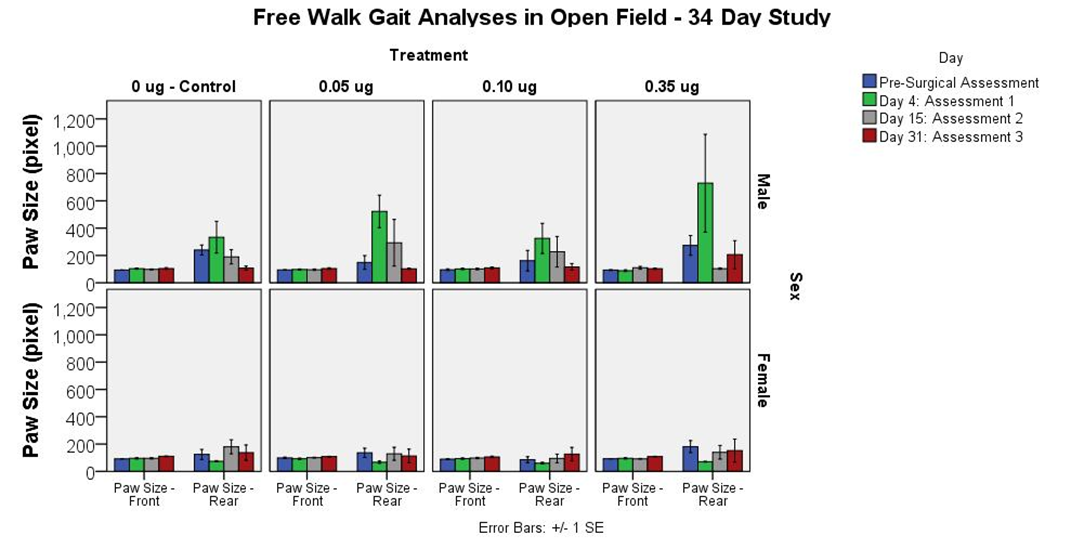 Free Walk Gait Analyses in Open Field - 34 Day Study
Treatment
0 ug - Control
0.05 ug
0.10 ug
0.35 ug
Day
Pre-Surgical Assessment
Day 4: Assessment 1
Day 15: Assessment 2
Day 31: Assessment 3
Paw Size (pixel)
1,200
1,000
800
600
400
200
0
Male
Sex
Paw Size (pixel)
1,200
1,000
800
600
400
200
0
Female
Paw Size -
Front
Paw Size -
Rear
Paw Size -
Front
Paw Size -
Rear
Paw Size -
Front
Paw Size -
Rear
Paw Size -
Front
Paw Size -
Rear
Error Bars: +/- 1 SE